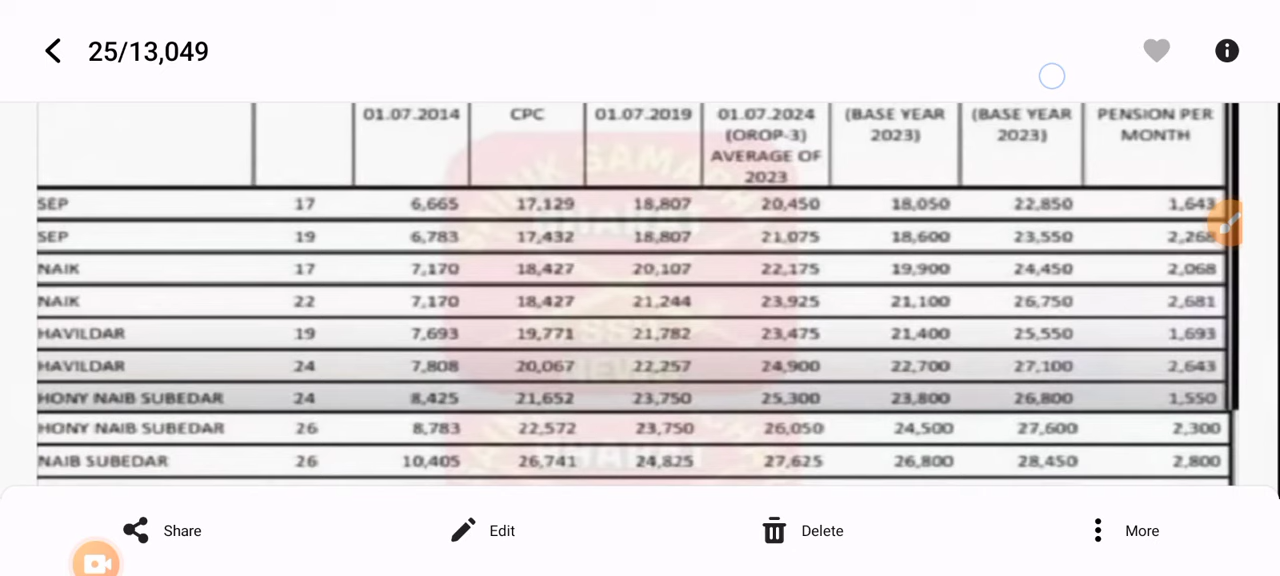 25/13,049
01.07.2014 CPC 01.07.2019 01.07.2024 (BASE YEAR (BASE YEAR PENSION PER
(OROP-3) 2023) 2023) MONTH
AVERAGE OF
2023
SEP 17 6,665 17,129 18,807 20,450 18,050 22,850 1,643
SEP 19 6,783 17,432 18,807 21,075 18,600 23,550 2,268
NAIK 17 7,170 18,427 20,107 22,175 19,900 24,450 2,068
NAIK 22 7,170 18,427 21,244 23,925 21,100 26,750 2,681
HAVILDAR 19 7,693 19,771 21,782 23,475 21,400 25,550 1,693
HAVILDAR 24 7,808 20,067 22,257 24,900 22,700 27,100 2,643
HONY NAIB SUBEDAR 24 8,425 21,652 23,750 25,300 23,800 26,800 1,550
HONY NAIB SUBEDAR 26 8,783 22,572 23,750 26,050 24,500 27,600 2,300
NAIB SUBEDAR 26 10,405 26,741 24,825 27,625 26,800 28,450 2,800
Share Edit Delete More